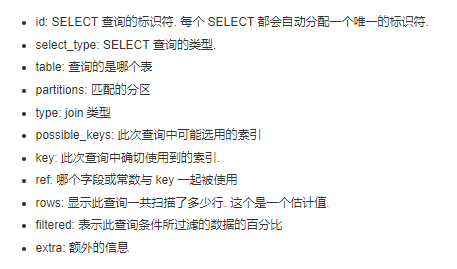 id: SELECT 查询的标识符. 每个 SELECT 都会自动分配一个唯一的标识符.
select_type: SELECT 查询的类型.
table: 查询的是哪个表
partitions: 匹配的分区
type: join 类型
possible_keys: 此次查询中可能选用的索引
key: 此次查询中确切使用到的索引.
ref: 哪个字段或常数与 key 一起被使用
rows: 显示此查询一共扫描了多少行. 这个是一个估计值.
filtered: 表示此查询条件所过滤的数据的百分比
extra: 额外的信息